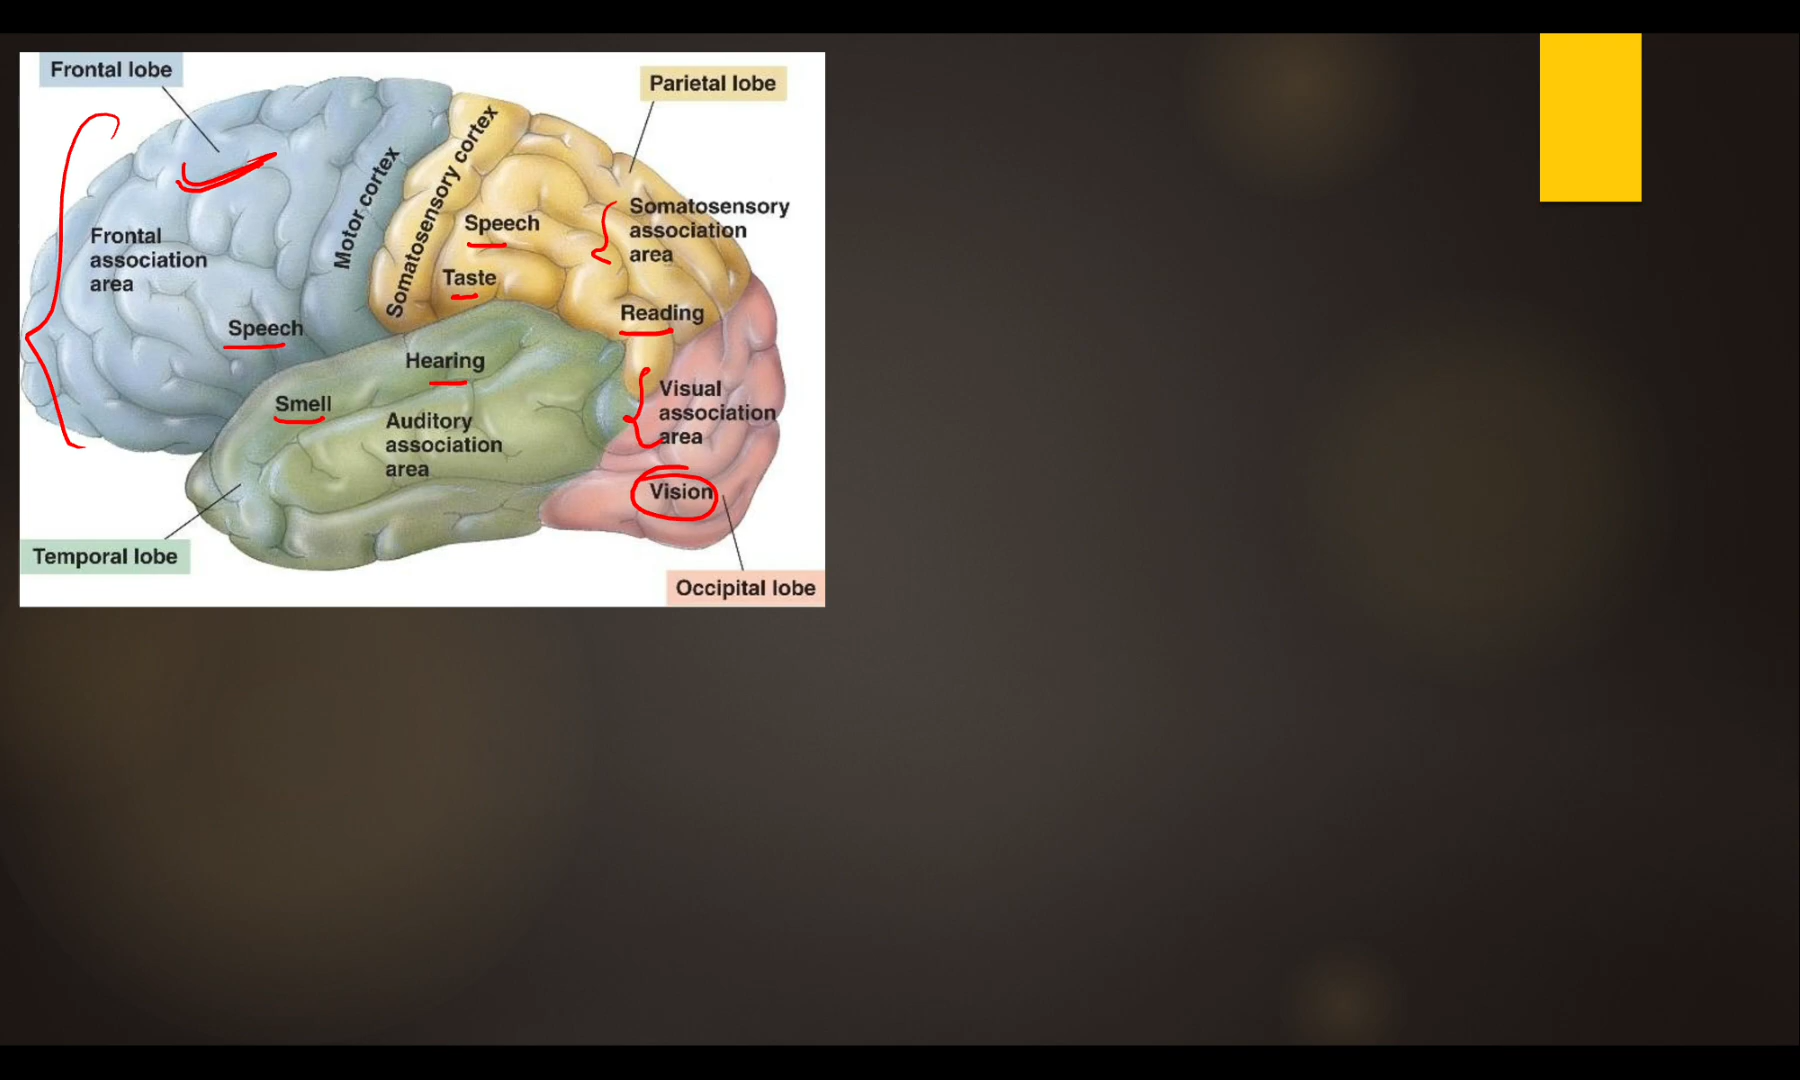 Frontal lobe
Parietal lobe
Motor cortex
Somatosensory cortex
Frontal
association
area
Speech
Speech
Taste
Somatosensory
association
area
Reading
Hearing
Smell
Auditory
association
area
Visual
association
area
Vision
Temporal lobe
Occipital lobe